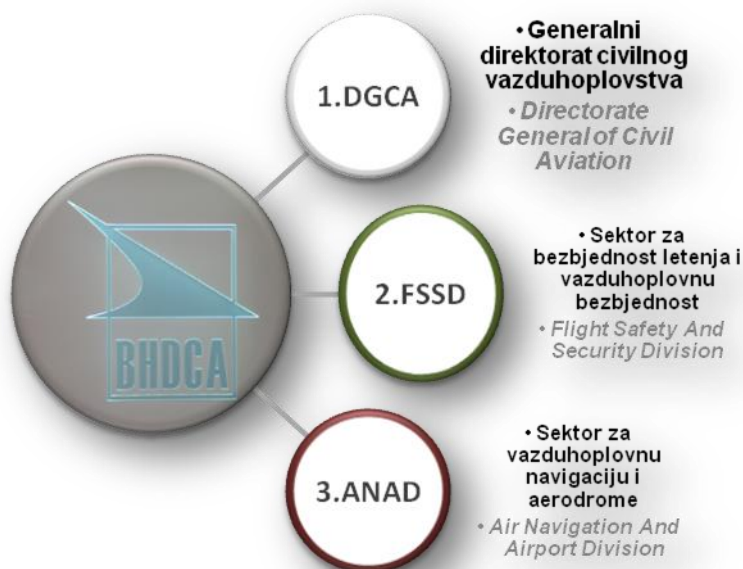 BHDCA
1.DGCA
• Generalni
direktorat civilnog
vazduhoplovstva
• Directorate
General of Civil
Aviation
2.FSSD
• Sektor za
bezbjednost letenja i
vazduhoplovnu
bezbjednost
• Flight Safety And
Security Division
3.ANAD
• Sektor za
vazduhoplovnu
navigaciju i
aerodrome
• Air Navigation And
Airport Division